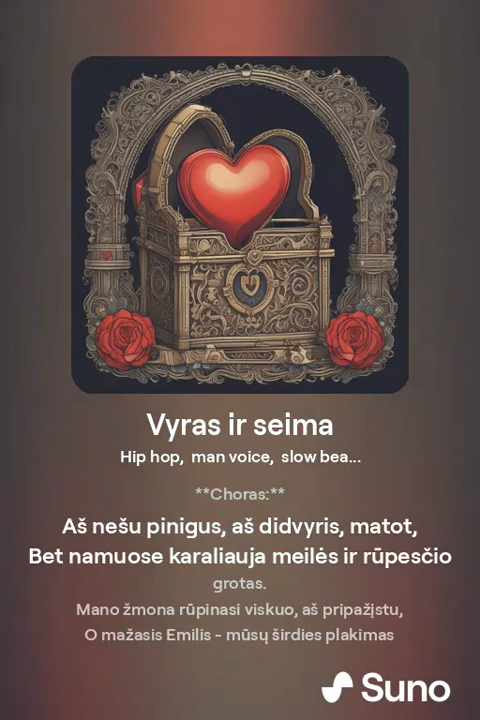 Vyras ir seima
Hip hop, man voice, slow bea...
**Choras:**
Aš nešu pinigus, aš didvyris, matot,
Bet namuose karaliauja meilės ir rūpesčio
grotas.
Mano žmona rūpinasi viskuo, aš pripažįstu,
O mažasis Emilis - mūsų širdies plakimas
Suno